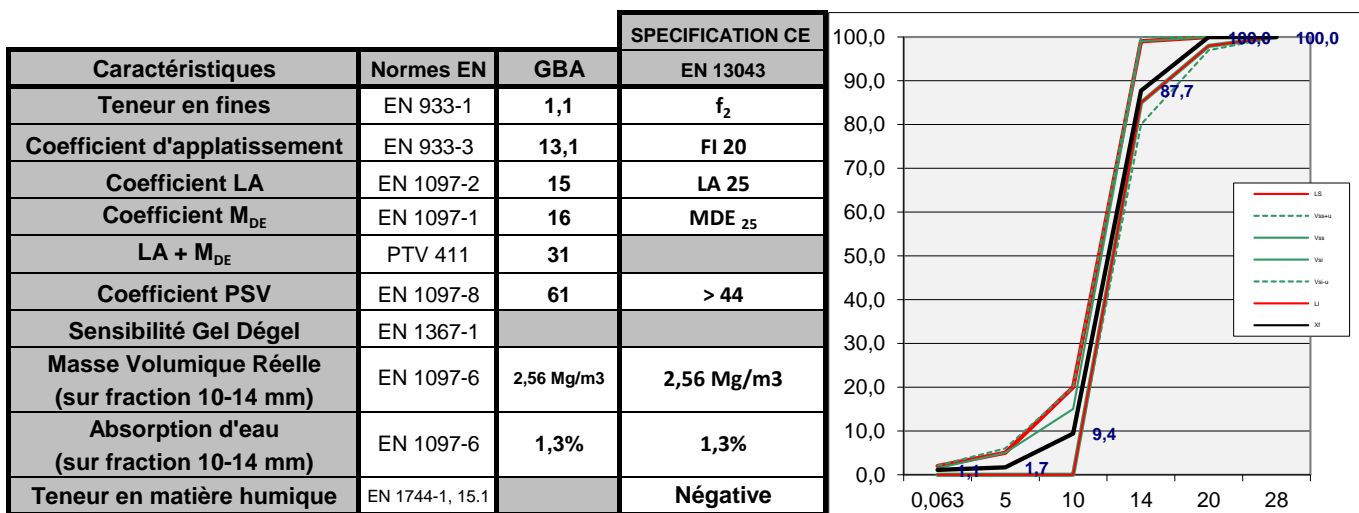 SPECIFICATION CE
Caractéristiques Normes EN GBA EN 13043
Teneur en fines EN 933-1 1,1 f2
Coefficient d'applatissement EN 933-3 13,1 FI 20
Coefficient LA EN 1097-2 15 LA 25
Coefficient MDE EN 1097-1 16 MDE 25
LA + MDE PTV 411 31
Coefficient PSV EN 1097-8 61 > 44
Sensibilité Gel Dégel EN 1367-1
Masse Volumique Réelle
(sur fraction 10-14 mm) EN 1097-6 2,56 Mg/m3 2,56 Mg/m3
Absorption d'eau
(sur fraction 10-14 mm) EN 1097-6 1,3% 1,3%
Teneur en matière humique EN 1744-1, 15.1 Négative
100,0
90,0
80,0
70,0
60,0
50,0
40,0
30,0
20,0
10,0
0,0
0,063 5 10 14 20 28
1,1
1,7
9,4
87,7
100,0
100,0
LS
Vss+u
Vss
Vsi
Vsi-u
LI
Xf